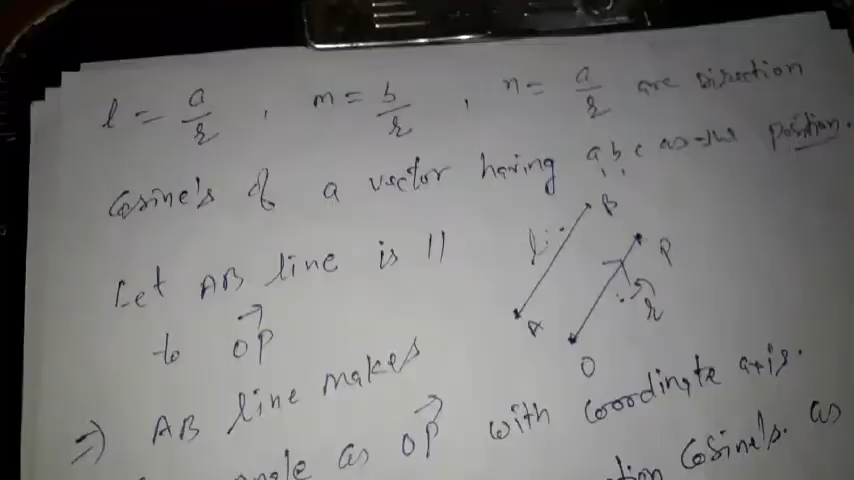 l = a/r , m = b/r , n = a/r are Direction
Cosine's of a vector having a, b, c as its position.
Let AB line is ||
to OP
⇒ AB line makes
angle as OP with coordinate axis.
Cosine's. as
B
l
P
A
r
O